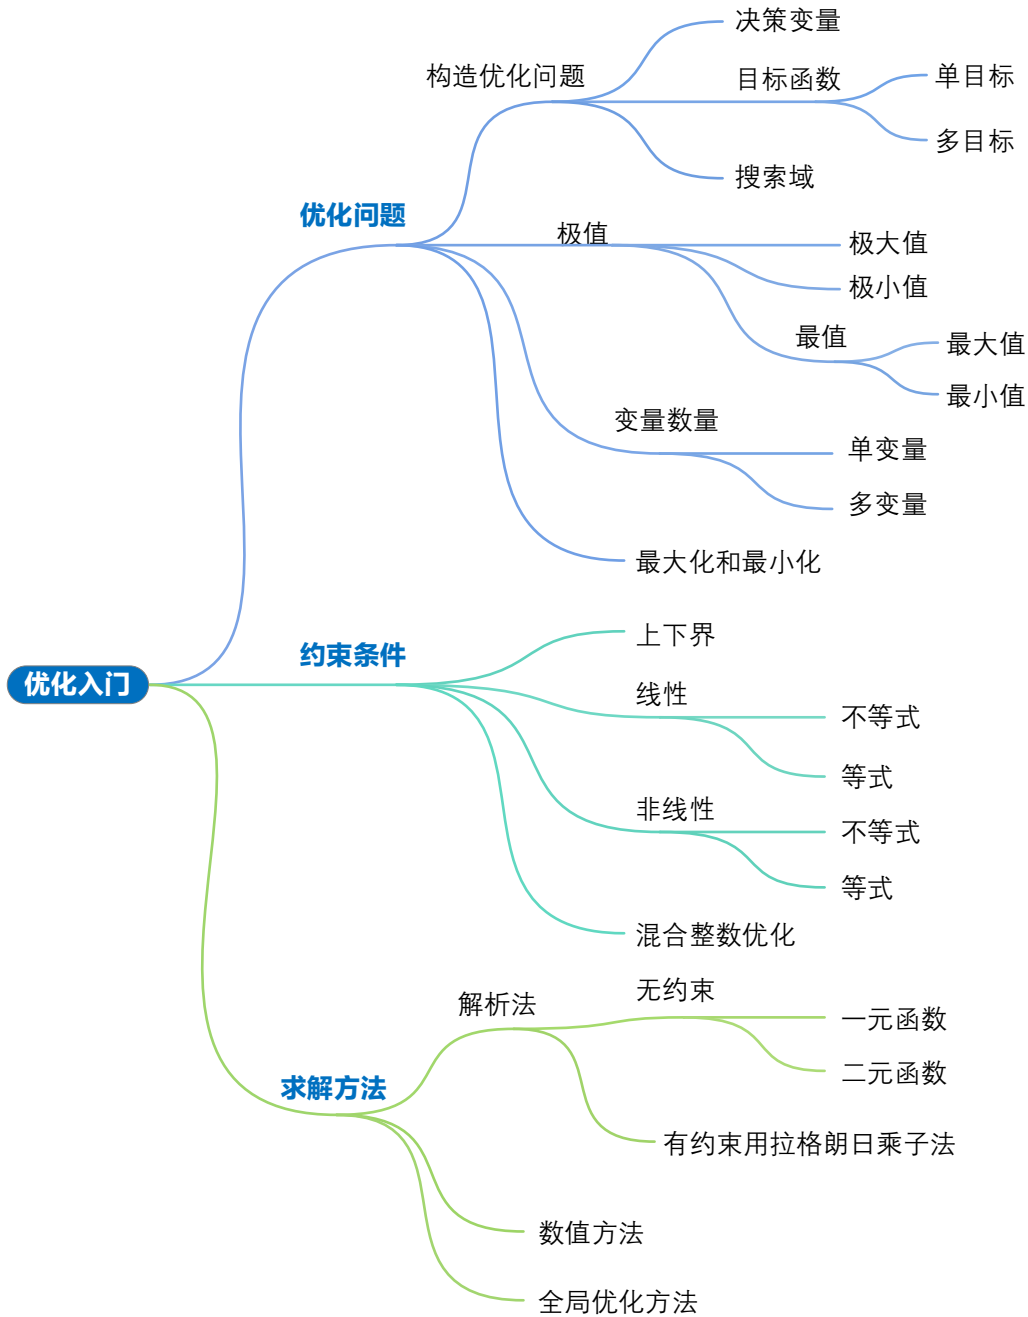 优化入门
优化问题
构造优化问题
决策变量
目标函数
单目标
多目标
搜索域
极值
极大值
极小值
最值
最大值
最小值
变量数量
单变量
多变量
最大化和最小化
约束条件
上下界
线性
不等式
等式
非线性
不等式
等式
混合整数优化
求解方法
解析法
无约束
一元函数
二元函数
有约束用拉格朗日乘子法
数值方法
全局优化方法